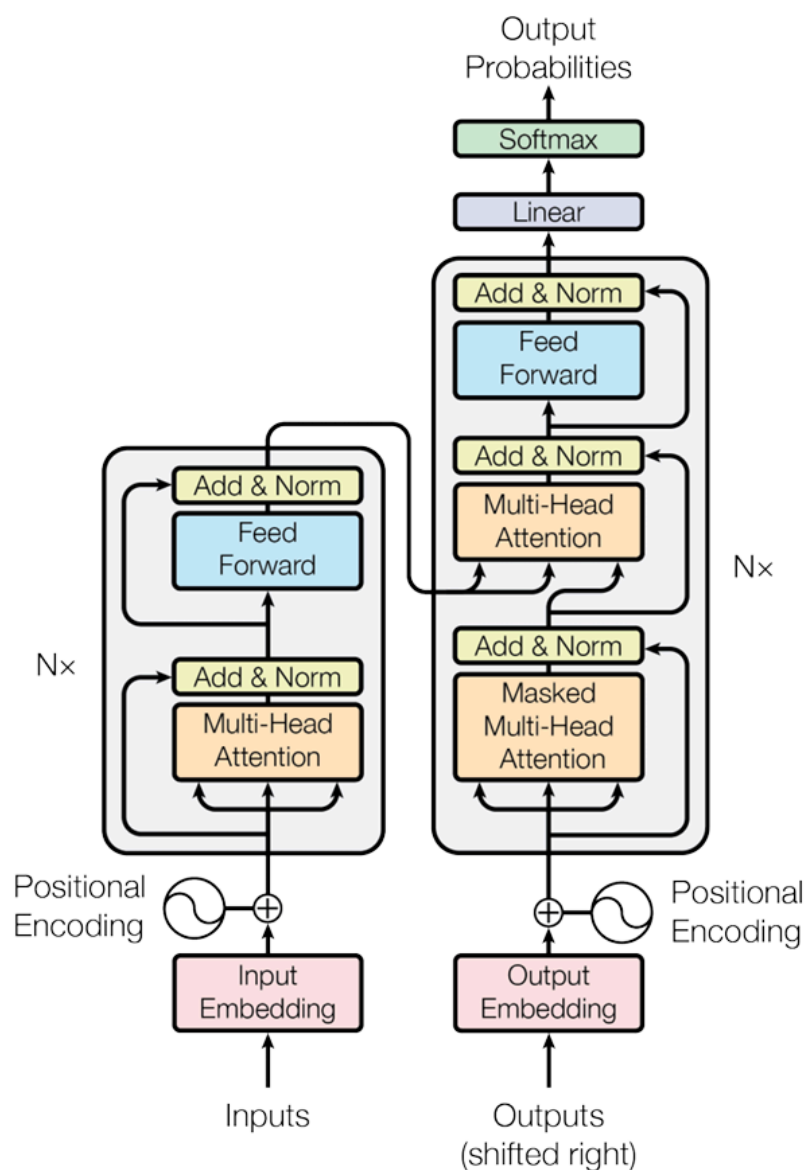 Output
Probabilities
Softmax
Linear
Add & Norm
Feed
Forward
Add & Norm
Multi-Head
Attention
Nx
Add & Norm
Masked
Multi-Head
Attention
Add & Norm
Feed
Forward
Nx
Add & Norm
Multi-Head
Attention
Positional
Encoding
Positional
Encoding
Input
Embedding
Output
Embedding
Inputs
Outputs
(shifted right)